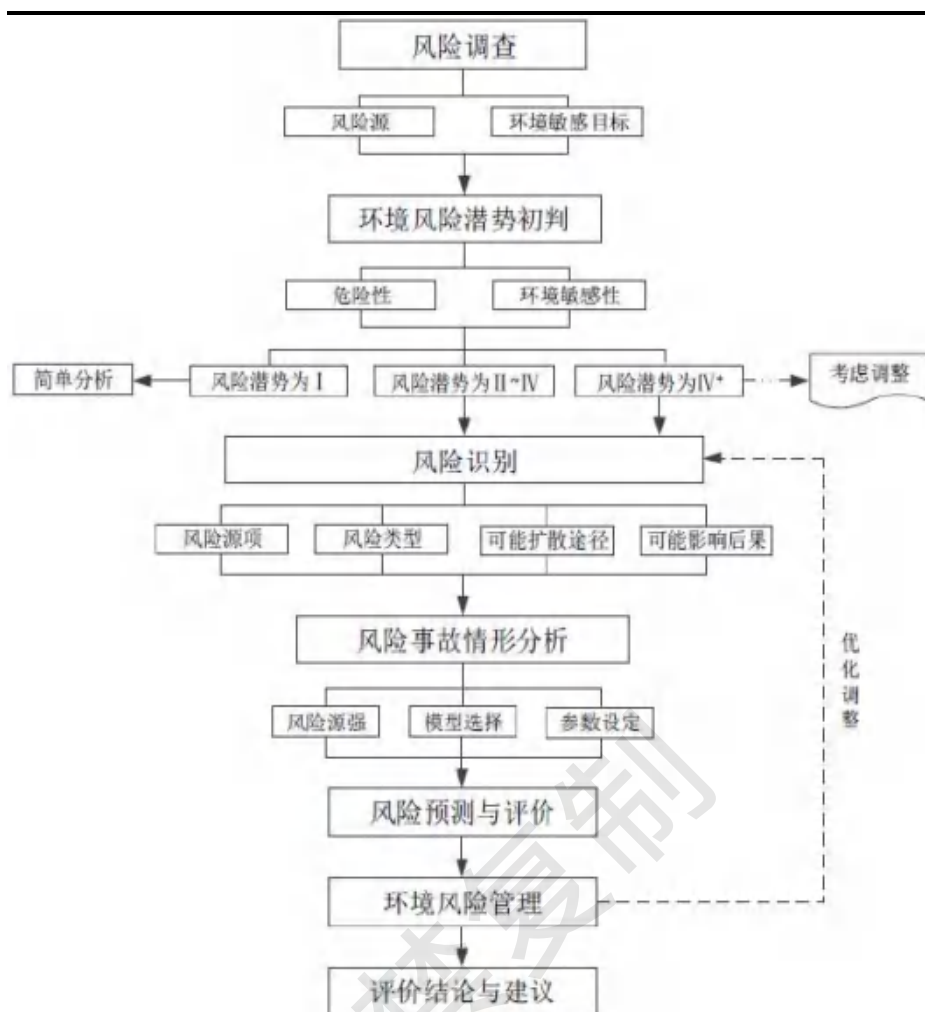 风险调查
风险源 环境敏感目标
环境风险潜势初判
危险性 环境敏感性
简单分析 风险潜势为Ⅰ 风险潜势为Ⅱ~Ⅳ 风险潜势为Ⅳ⁺ 考虑调整
风险识别
风险源项 风险类型 可能扩散途径 可能影响后果
风险事故情形分析
优化调整
风险源强 模型选择 参数设定
风险预测与评价
环境风险管理
评价结论与建议
禁复制